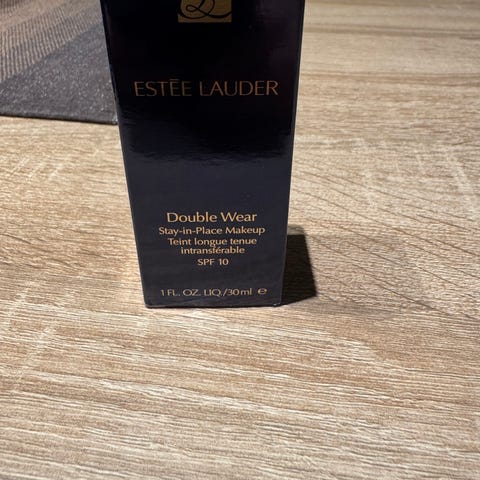 ESTĒE LAUDER
Double Wear
Stay-in-Place Makeup
Teint longue tenue
intransférable
SPF 10
1 FL. OZ. LIQ./30 ml e